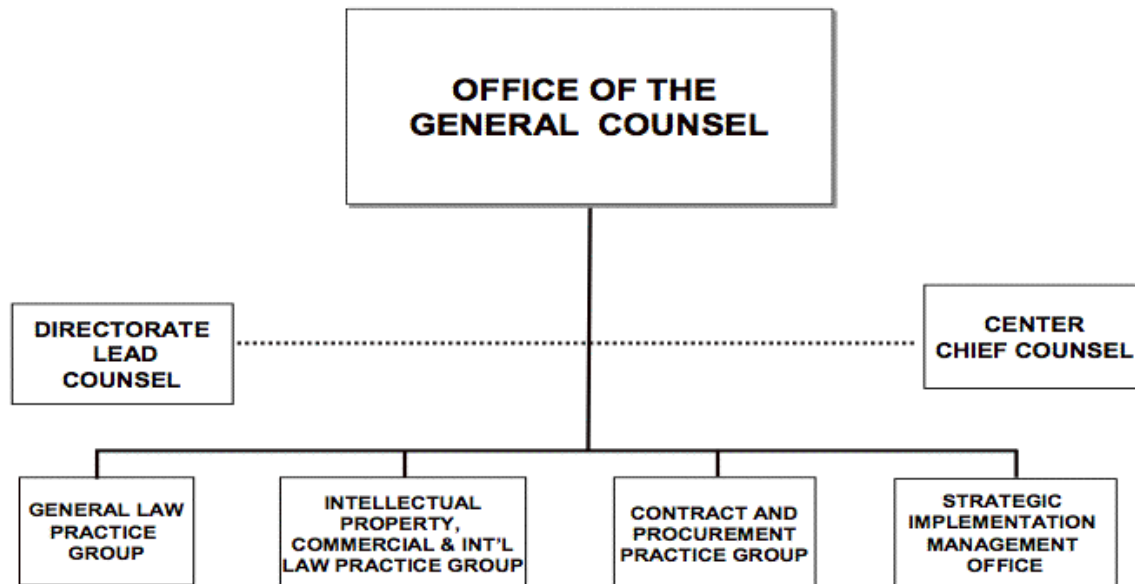 OFFICE OF THE
GENERAL COUNSEL
DIRECTORATE
LEAD
COUNSEL
CENTER
CHIEF COUNSEL
GENERAL LAW
PRACTICE
GROUP
INTELLECTUAL
PROPERTY,
COMMERCIAL & INT'L
LAW PRACTICE GROUP
CONTRACT AND
PROCUREMENT
PRACTICE GROUP
STRATEGIC
IMPLEMENTATION
MANAGEMENT
OFFICE